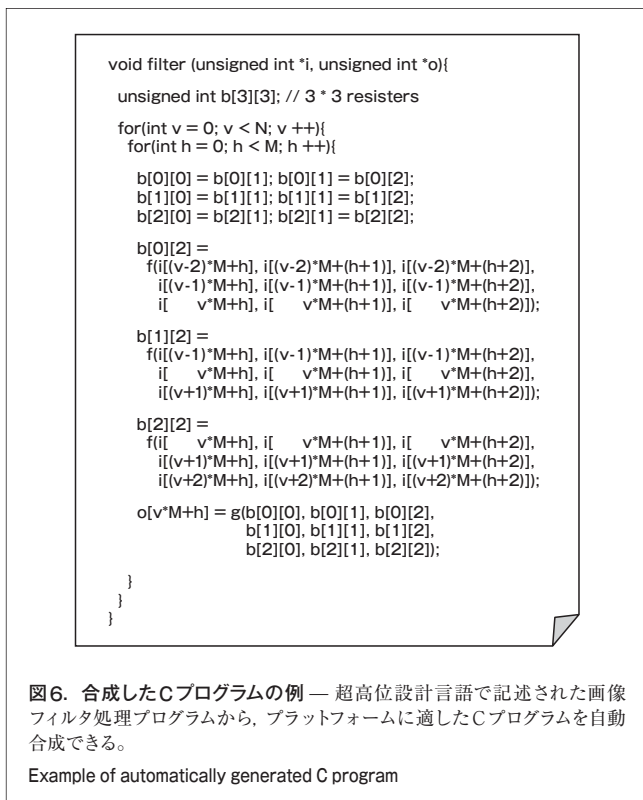 void filter (unsigned int *i, unsigned int *o){
unsigned int b[3][3]; // 3 * 3 resisters
for(int v = 0; v < N; v ++){
for(int h = 0; h < M; h ++){
b[0][0] = b[0][1]; b[0][1] = b[0][2];
b[1][0] = b[1][1]; b[1][1] = b[1][2];
b[2][0] = b[2][1]; b[2][1] = b[2][2];
b[0][2] =
f(i[(v-2)*M+h], i[(v-2)*M+(h+1)], i[(v-2)*M+(h+2)],
i[(v-1)*M+h], i[(v-1)*M+(h+1)], i[(v-1)*M+(h+2)],
i[ v*M+h], i[ v*M+(h+1)], i[ v*M+(h+2)]);
b[1][2] =
f(i[(v-1)*M+h], i[(v-1)*M+(h+1)], i[(v-1)*M+(h+2)],
i[ v*M+h], i[ v*M+(h+1)], i[ v*M+(h+2)],
i[(v+1)*M+h], i[(v+1)*M+(h+1)], i[(v+1)*M+(h+2)]);
b[2][2] =
f(i[ v*M+h], i[ v*M+(h+1)], i[ v*M+(h+2)],
i[(v+1)*M+h], i[(v+1)*M+(h+1)], i[(v+1)*M+(h+2)],
i[(v+2)*M+h], i[(v+2)*M+(h+1)], i[(v+2)*M+(h+2)]);
o[v*M+h] = g(b[0][0], b[0][1], b[0][2],
b[1][0], b[1][1], b[1][2],
b[2][0], b[2][1], b[2][2]);
}
}
}
図6. 合成したCプログラムの例 — 超高位設計言語で記述された画像
フィルタ処理プログラムから，プラットフォームに適したCプログラムを自動
合成できる。
Example of automatically generated C program